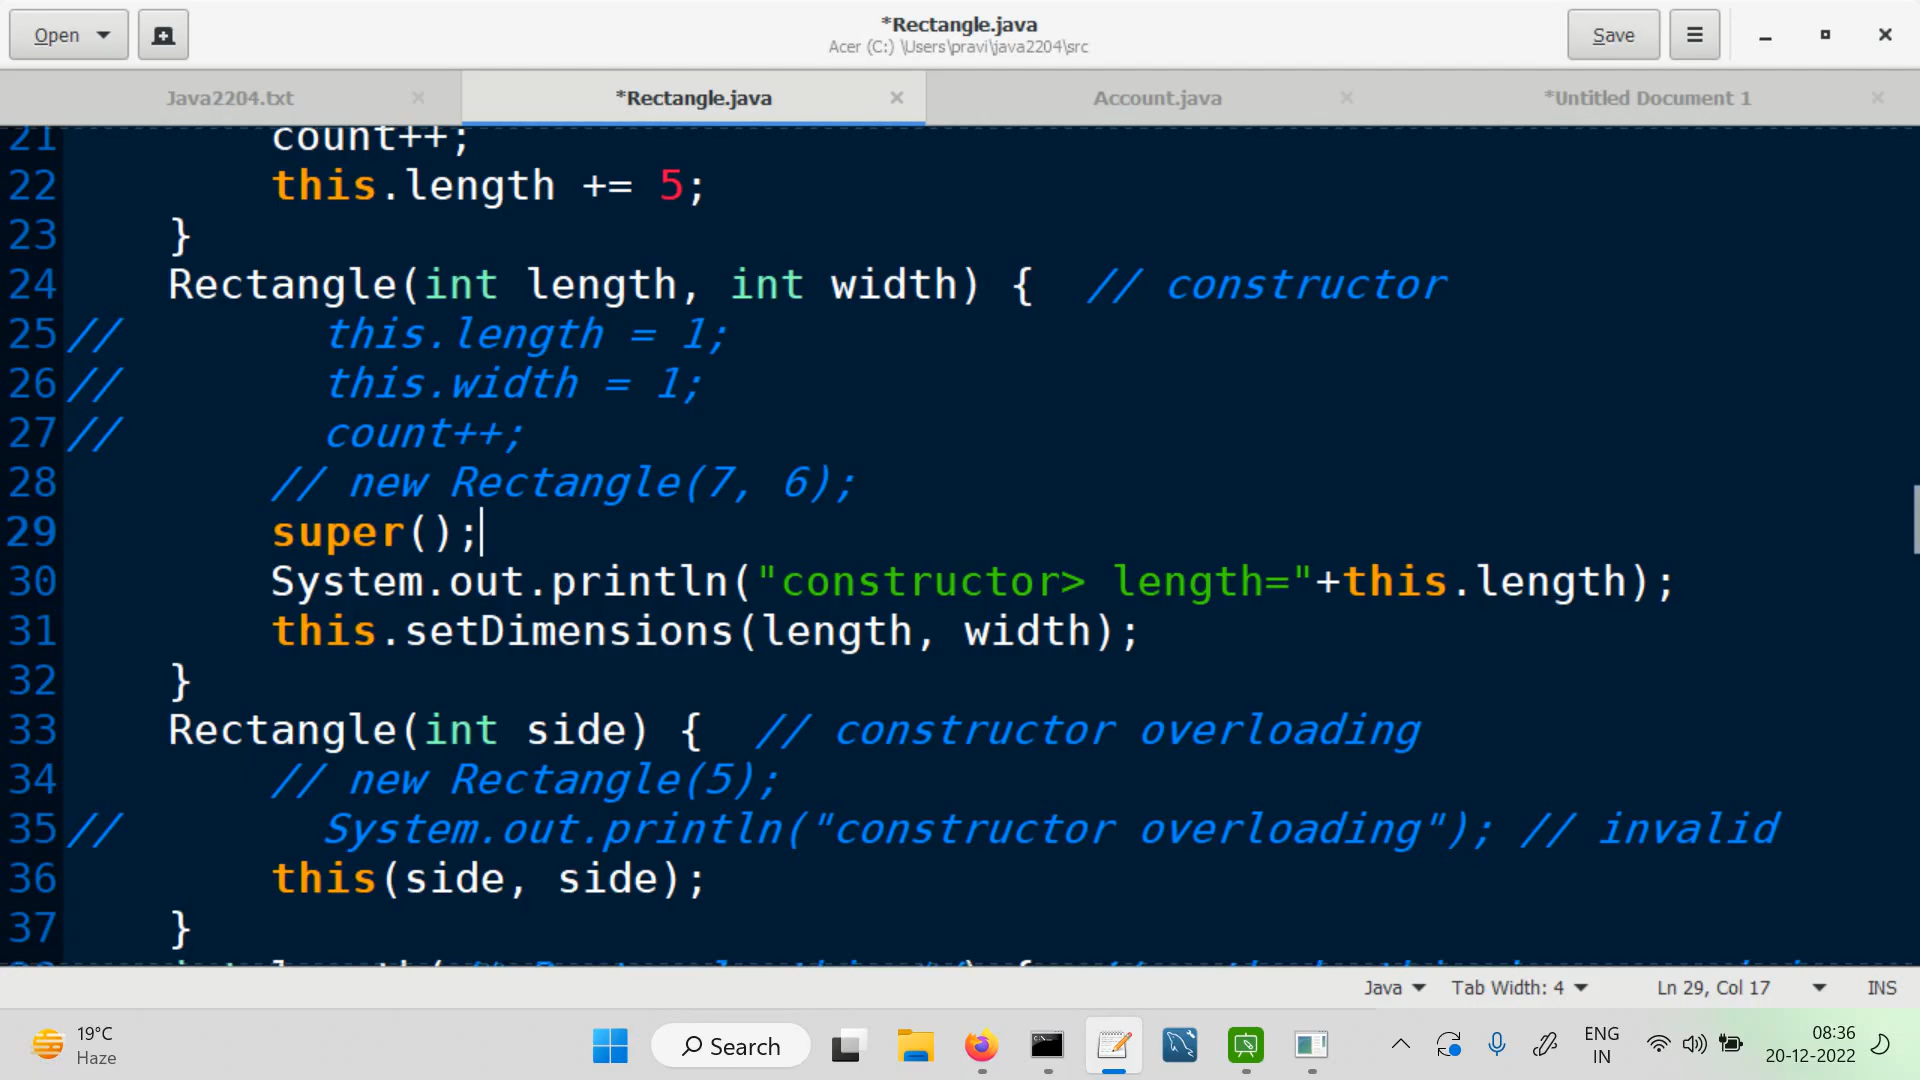 Open
*Rectangle.java
Acer (C:) \Users\pravi\java2204\src
Save
Java2204.txt
*Rectangle.java
Account.java
*Untitled Document 1
21 count++;
22 this.length += 5;
23 }
24 Rectangle(int length, int width) { // constructor
25 // this.length = 1;
26 // this.width = 1;
27 // count++;
28 // new Rectangle(7, 6);
29 super();
30 System.out.println("constructor> length="+this.length);
31 this.setDimensions(length, width);
32 }
33 Rectangle(int side) { // constructor overloading
34 // new Rectangle(5);
35 // System.out.println("constructor overloading"); // invalid
36 this(side, side);
37 }
Java
Tab Width: 4
Ln 29, Col 17
INS
19°C
Haze
Search
ENG
IN
08:36
20-12-2022